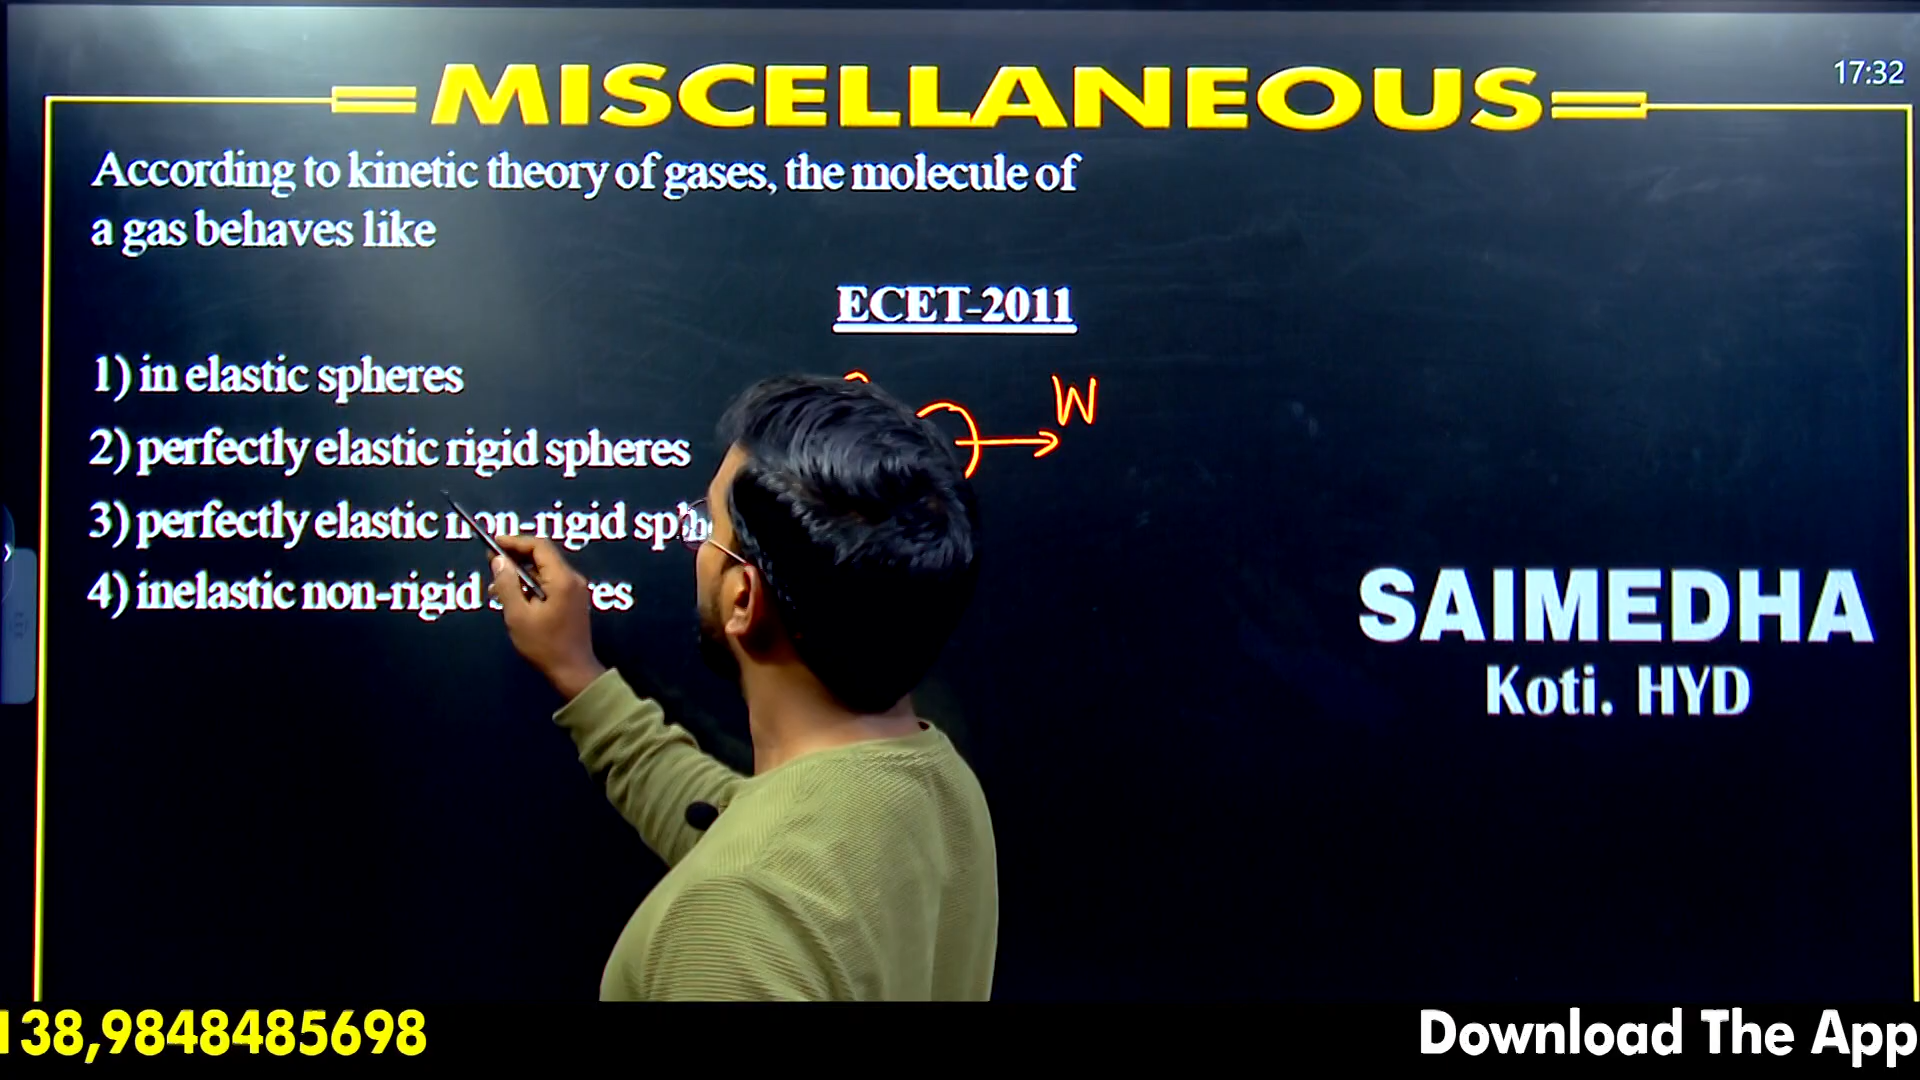 MISCELLANEOUS
17:32
According to kinetic theory of gases, the molecule of
a gas behaves like
ECET-2011
1) in elastic spheres
2) perfectly elastic rigid spheres
3) perfectly elastic non-rigid
4) inelastic non-rigid
W
SAIMEDHA
Koti. HYD
138,9848485698
Download The App